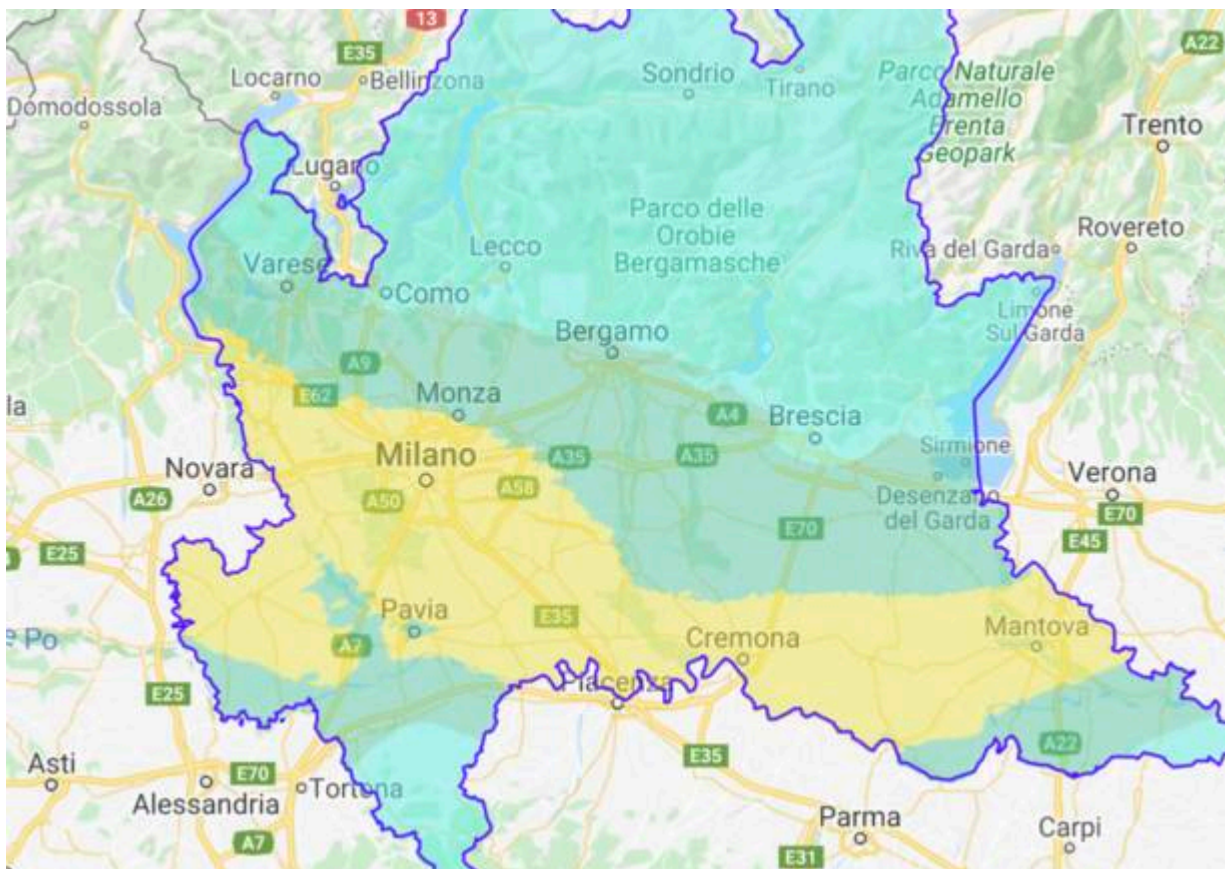 13
A22
E35
Locarno
Bellinzona
Sondrio
Tirano
Parco Naturale
Adamello
Brenta
Geopark
Domodossola
Trento
Lugano
Parco delle
Orobie
Bergamasche
Lecco
Riva del Garda
Rovereto
Varese
Como
Limone
Sul Garda
Bergamo
A9
E62
Monza
A4
Brescia
la
Milano
A35
A35
Sirmione
Novara
A26
A50
A58
Desenzano
del Garda
Verona
E70
E70
E45
E25
Pavia
E35
Mantova
e Po
A7
Cremona
E25
Piacenza
A22
E35
Asti
E70
Alessandria
Tortona
Parma
Carpi
A7
E31